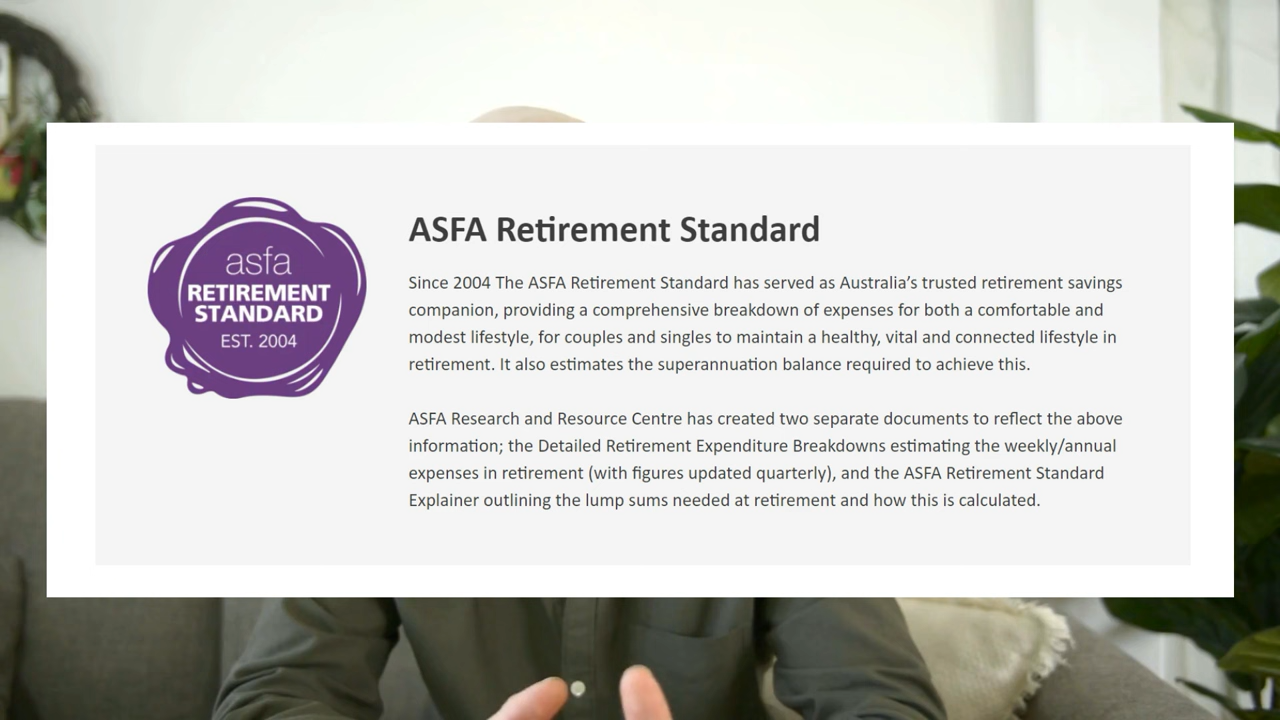 asfa
RETIREMENT
STANDARD
EST. 2004
ASFA Retirement Standard
Since 2004 The ASFA Retirement Standard has served as Australia’s trusted retirement savings
companion, providing a comprehensive breakdown of expenses for both a comfortable and
modest lifestyle, for couples and singles to maintain a healthy, vital and connected lifestyle in
retirement. It also estimates the superannuation balance required to achieve this.
ASFA Research and Resource Centre has created two separate documents to reflect the above
information; the Detailed Retirement Expenditure Breakdowns estimating the weekly/annual
expenses in retirement (with figures updated quarterly), and the ASFA Retirement Standard
Explainer outlining the lump sums needed at retirement and how this is calculated.